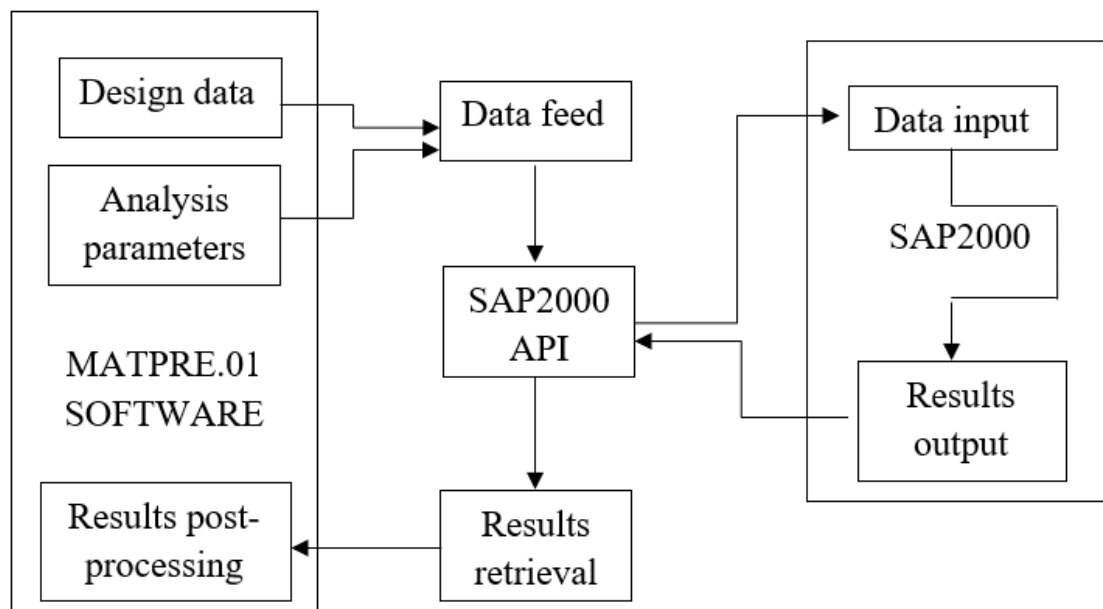 Design data
Analysis
parameters
MATPRE.01
SOFTWARE
Results post-
processing
Data feed
SAP2000
API
Results
retrieval
Data input
SAP2000
Results
output